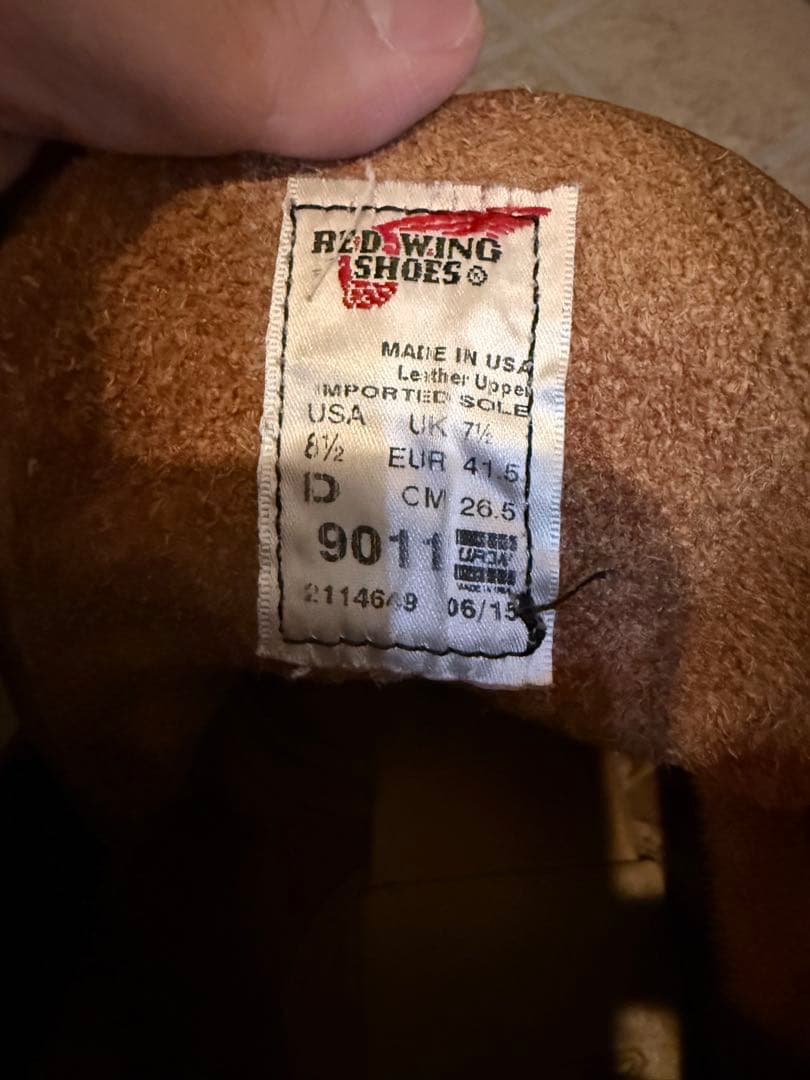 RED WING
SHOES®
MADE IN USA
Leather Upper
IMPORTED SOLE
USA UK 7½
8½ EUR 41.5
D CM 26.5
9011
06/15